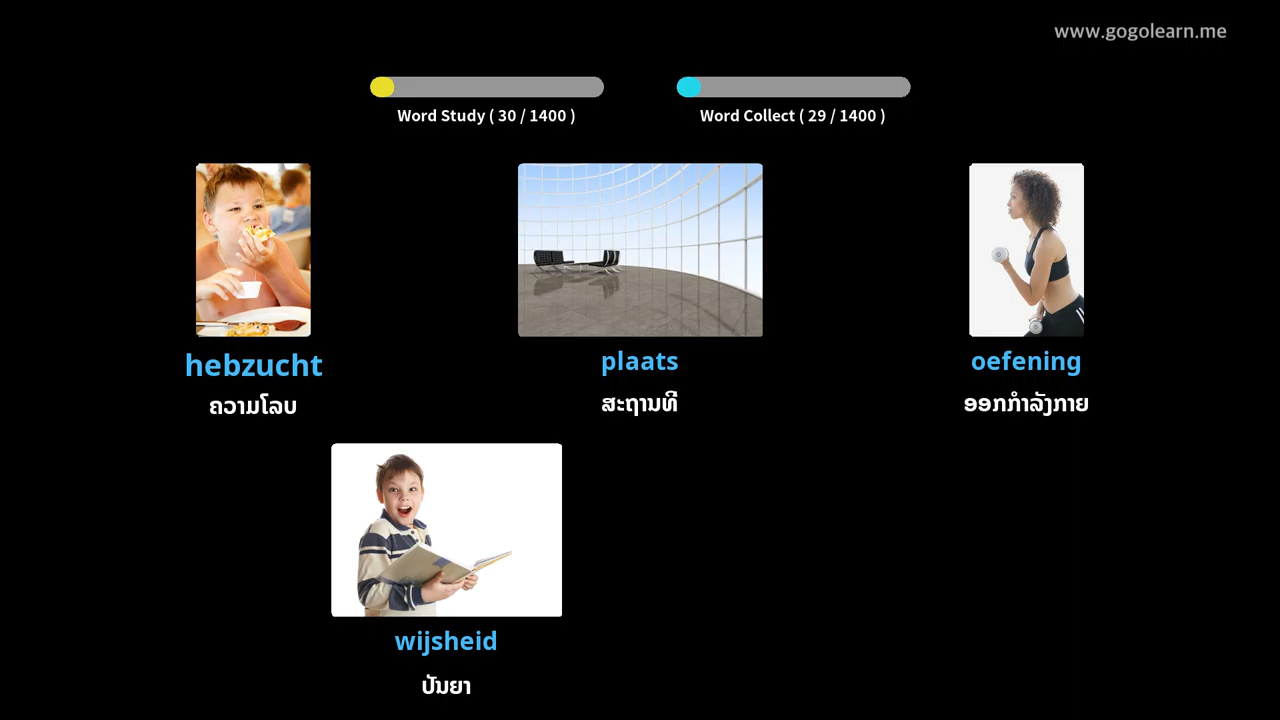 www.gogolearn.me
Word Study ( 30 / 1400 )
Word Collect ( 29 / 1400 )
hebzucht
ຄວາມໂລບ
plaats
ສະຖານທີ
oefening
ອອກກຳລັງກາຍ
wijsheid
ປັນຍາ